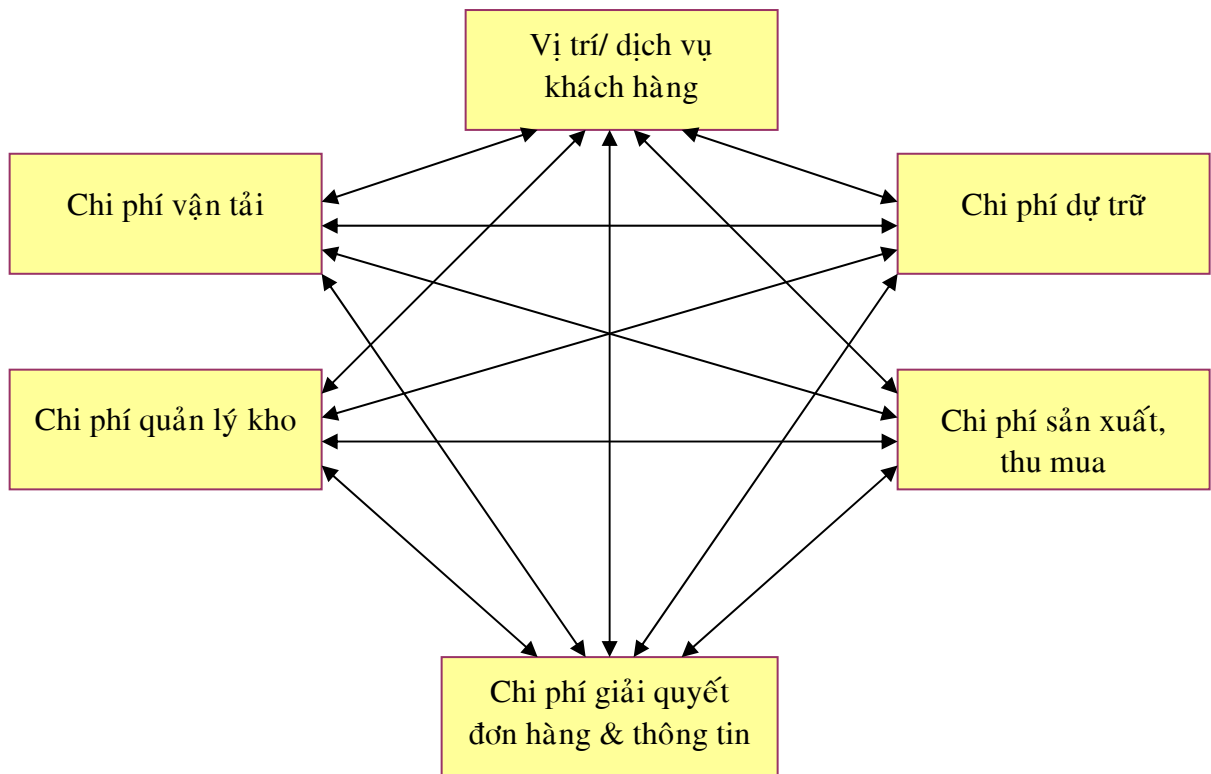 Vị trí/ dịch vụ
khách hàng
Chi phí vận tải
Chi phí dự trữ
Chi phí quản lý kho
Chi phí sản xuất,
thu mua
Chi phí giải quyết
đơn hàng & thông tin